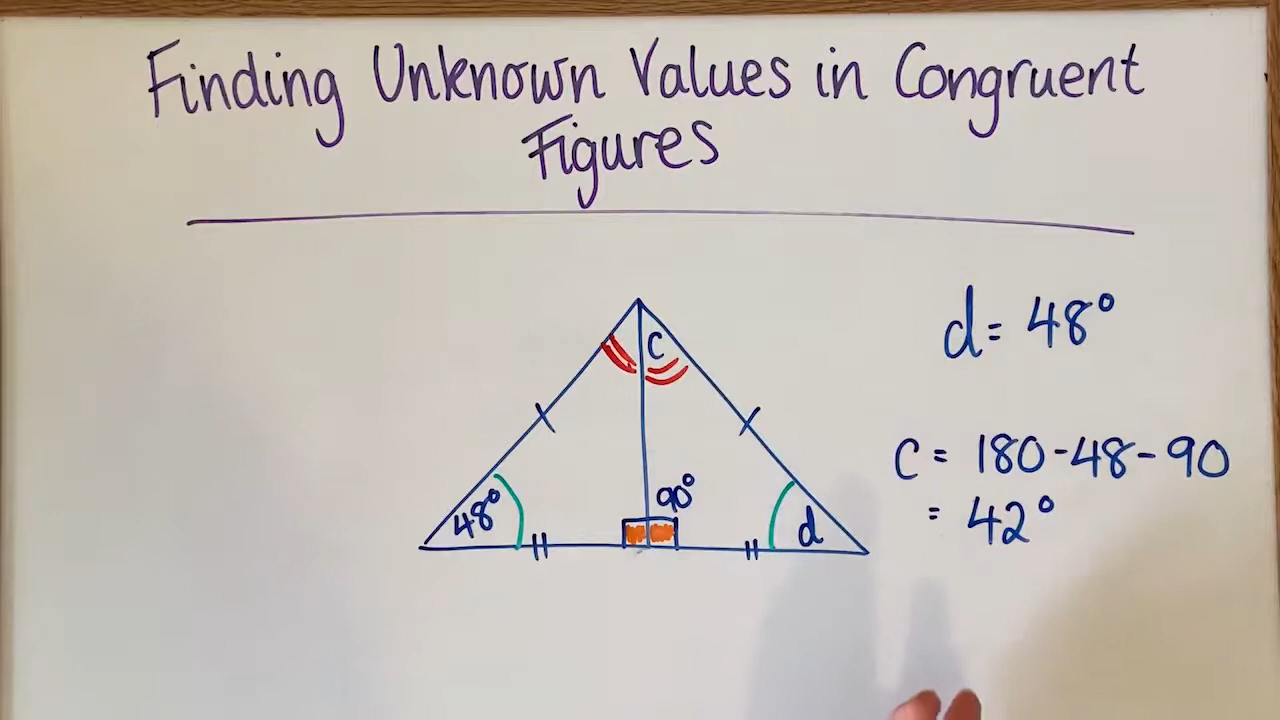 Finding Unknown Values in Congruent
Figures
d = 48°
C
C = 180-48-90
90°
48°
d
= 42°